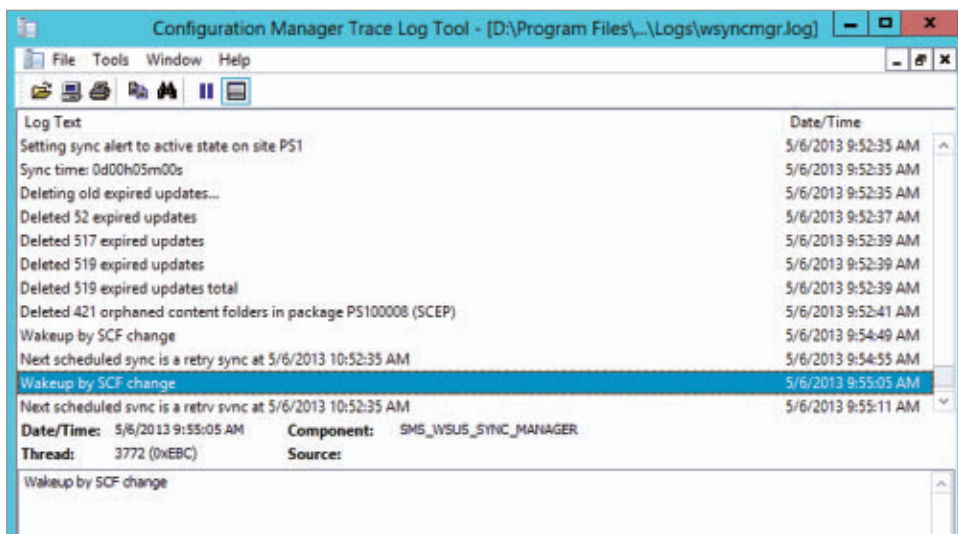 Configuration Manager Trace Log Tool - [D:\Program Files\...\Logs\wsyncmgr.log]
File Tools Window Help
Log Text Date/Time
Setting sync alert to active state on site PS1 5/6/2013 9:52:35 AM
Sync time: 0d00h05m00s 5/6/2013 9:52:35 AM
Deleting old expired updates... 5/6/2013 9:52:35 AM
Deleted 52 expired updates 5/6/2013 9:52:37 AM
Deleted 517 expired updates 5/6/2013 9:52:39 AM
Deleted 519 expired updates 5/6/2013 9:52:39 AM
Deleted 519 expired updates total 5/6/2013 9:52:39 AM
Deleted 421 orphaned content folders in package PS100008 (SCEP) 5/6/2013 9:52:41 AM
Wakeup by SCF change 5/6/2013 9:54:49 AM
Next scheduled sync is a retry sync at 5/6/2013 10:52:35 AM 5/6/2013 9:54:55 AM
Wakeup by SCF change 5/6/2013 9:55:05 AM
Next scheduled sync is a retry sync at 5/6/2013 10:52:35 AM 5/6/2013 9:55:11 AM
Date/Time: 5/6/2013 9:55:05 AM Component: SMS_WSUS_SYNC_MANAGER
Thread: 3772 (0xEBC) Source:
Wakeup by SCF change